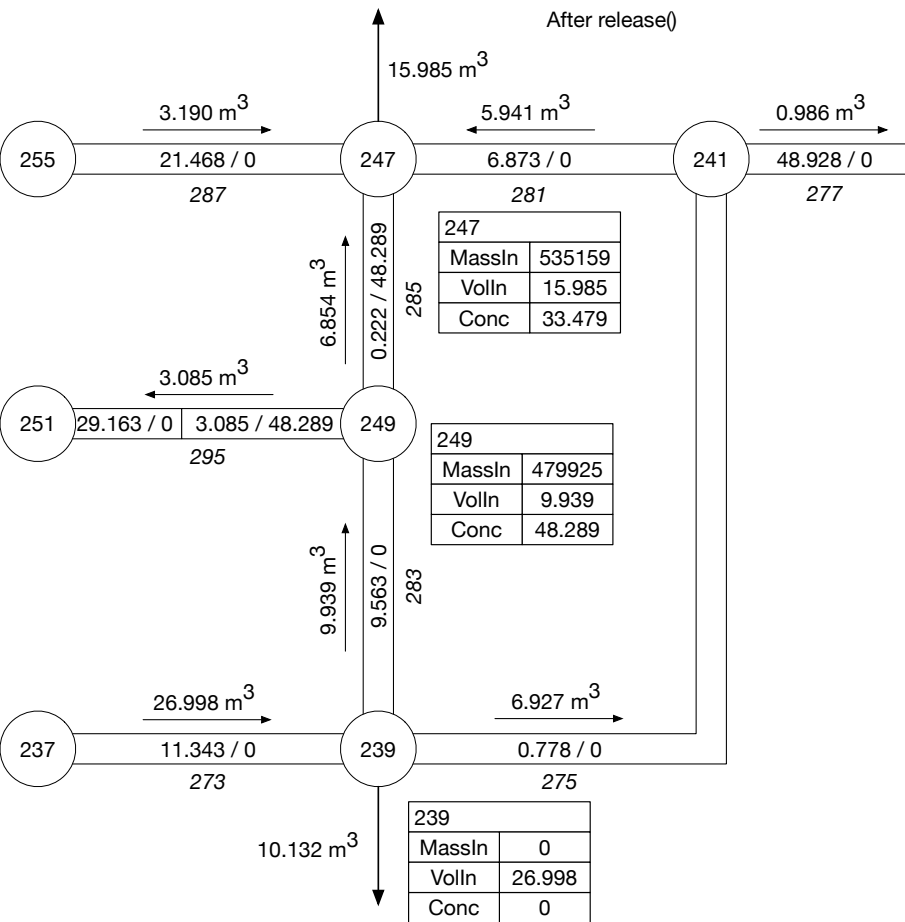 After release()
15.985 m³
3.190 m³
5.941 m³
0.986 m³
255
21.468 / 0
247
6.873 / 0
241
48.928 / 0
287
281
277
6.854 m³
0.222 / 48.289
285
247
MassIn 535159
VolIn 15.985
Conc 33.479
3.085 m³
251
29.163 / 0
3.085 / 48.289
249
295
249
MassIn 479925
VolIn 9.939
Conc 48.289
9.939 m³
9.563 / 0
283
26.998 m³
6.927 m³
237
11.343 / 0
239
0.778 / 0
273
275
10.132 m³
239
MassIn 0
VolIn 26.998
Conc 0